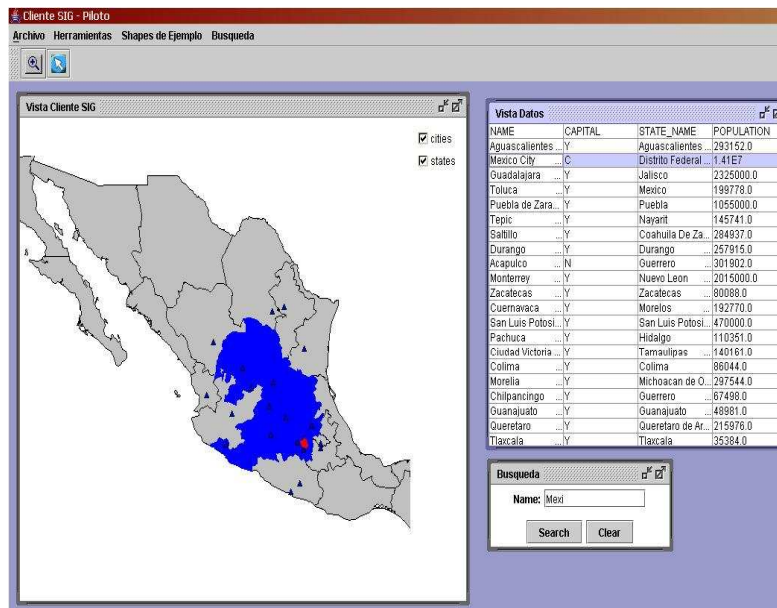 Cliente SIG - Piloto
Archivo Herramientas Shapes de Ejemplo Busqueda
Vista Cliente SIG
cities
states
Vista Datos
NAME CAPITAL STATE_NAME POPULATION
Aguascalientes ... Y Aguascalientes ... 293152.0
Mexico City ... C Distrito Federal ... 1.41E7
Guadalajara ... Y Jalisco ... 2325000.0
Toluca ... Y Mexico ... 199778.0
Puebla de Zara... Y Puebla ... 1055000.0
Tepic ... Y Nayarit ... 145741.0
Saltillo ... Y Coahuila De Za... 284937.0
Durango ... Y Durango ... 257915.0
Acapulco ... N Guerrero ... 301902.0
Monterrey ... Y Nuevo Leon ... 2015000.0
Zacatecas ... Y Zacatecas ... 80088.0
Cuernavaca ... Y Morelos ... 192770.0
San Luis Potosi... Y San Luis Potosi... 470000.0
Pachuca ... Y Hidalgo ... 110351.0
Ciudad Victoria ... Y Tamaulipas ... 140161.0
Colima ... Y Colima ... 86044.0
Morelia ... Y Michoacan de O... 297544.0
Chilpancingo ... Y Guerrero ... 67498.0
Guanajuato ... Y Guanajuato ... 48981.0
Queretaro ... Y Queretaro de Ar... 215976.0
Tlaxcala ... Y Tlaxcala ... 35384.0
Busqueda
Name: Mexi
Search Clear